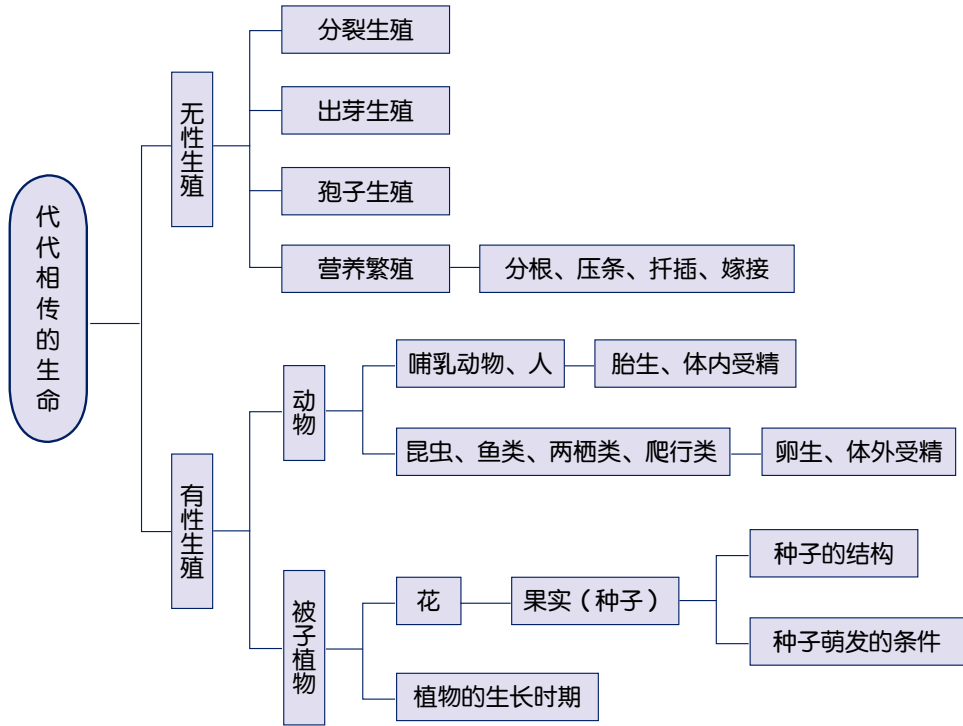 代代相传的生命
无性生殖
分裂生殖
出芽生殖
孢子生殖
营养繁殖
分根、压条、扦插、嫁接
有性生殖
动物
哺乳动物、人
胎生、体内受精
昆虫、鱼类、两栖类、爬行类
卵生、体外受精
被子植物
花
果实（种子）
种子的结构
种子萌发的条件
植物的生长时期